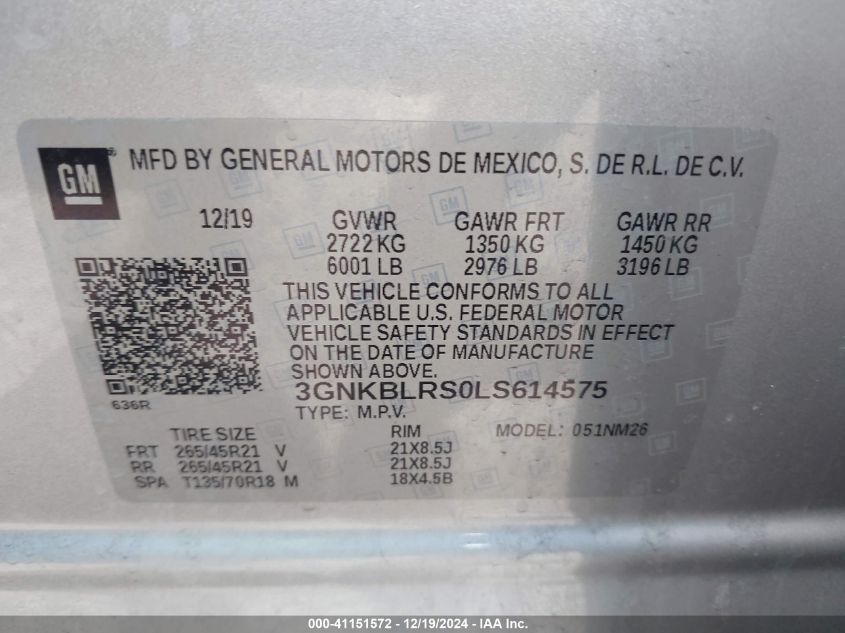 GM
MFD BY GENERAL MOTORS DE MEXICO, S. DE R.L. DE C.V.
12/19 GVWR GAWR FRT GAWR RR
2722 KG 1350 KG 1450 KG
6001 LB 2976 LB 3196 LB
THIS VEHICLE CONFORMS TO ALL
APPLICABLE U.S. FEDERAL MOTOR
VEHICLE SAFETY STANDARDS IN EFFECT
ON THE DATE OF MANUFACTURE
SHOWN ABOVE.
3GNKBLRS0LS614575
636R
TYPE: M.P.V.
TIRE SIZE RIM MODEL: 051NM26
FRT 265/45R21 V 21X8.5J
RR 265/45R21 V 21X8.5J
SPA T135/70R18 M 18X4.5B
000-41151572 - 12/19/2024 - IAA Inc.